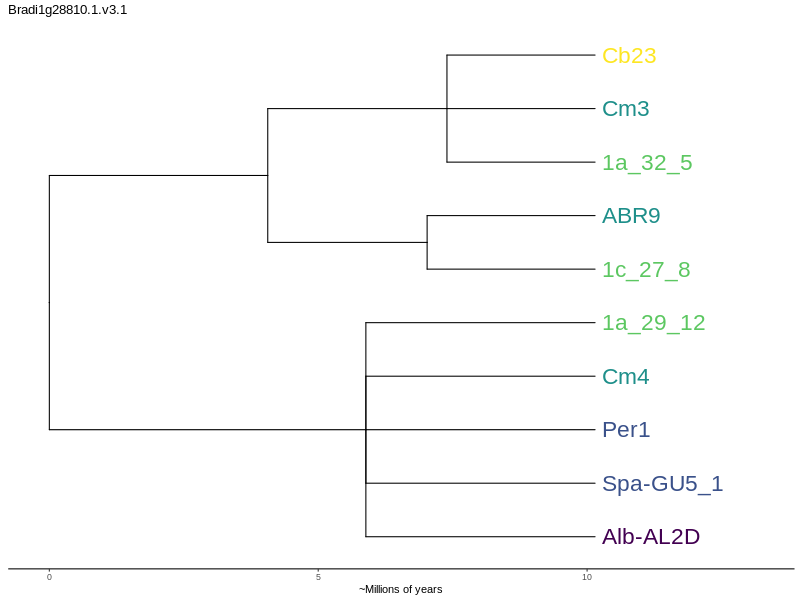 Bradi1g28810.1.v3.1
Cb23
Cm3
1a_32_5
ABR9
1c_27_8
1a_29_12
Cm4
Per1
Spa-GU5_1
Alb-AL2D
0 5 10
~Millions of years